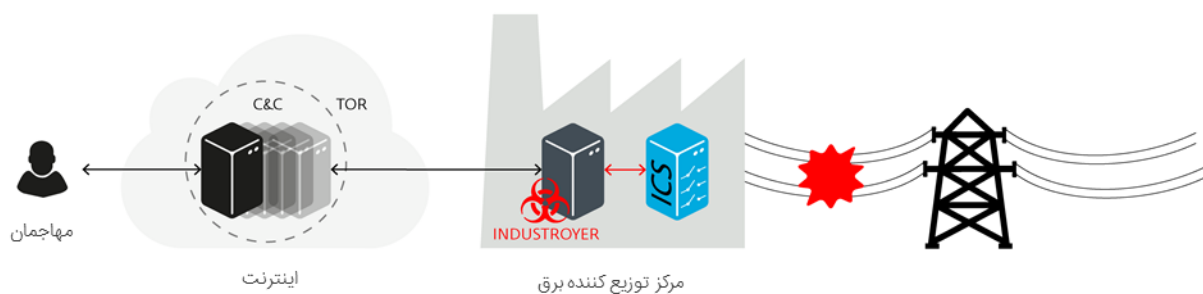 C&C
TOR
ICS
INDUSTROYER
مهاجمان
اینترنت
مرکز توزیع کننده برق